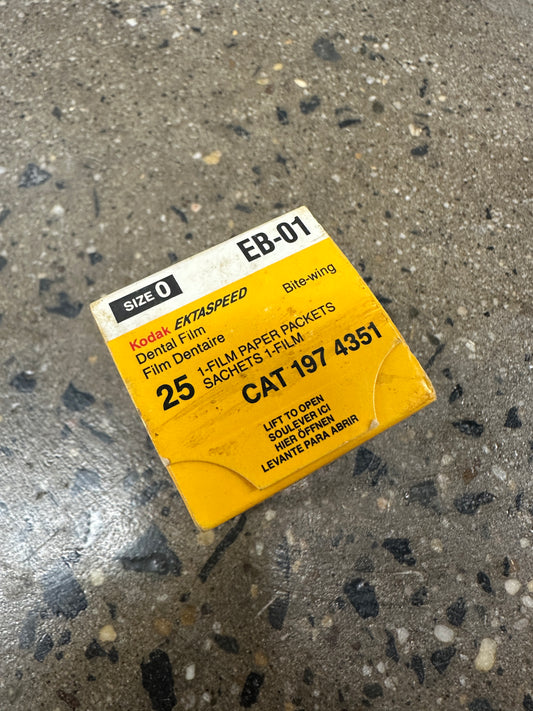 SIZE 0
EB-01
Kodak EKTASPEED
Dental Film
Bite-wing
Film Dentaire
25 1-FILM PAPER PACKETS
SACHETS 1-FILM
CAT 197 4351
LIFT TO OPEN
SOULEVER ICI
HIER ÖFFNEN
LEVANTE PARA ABRIR